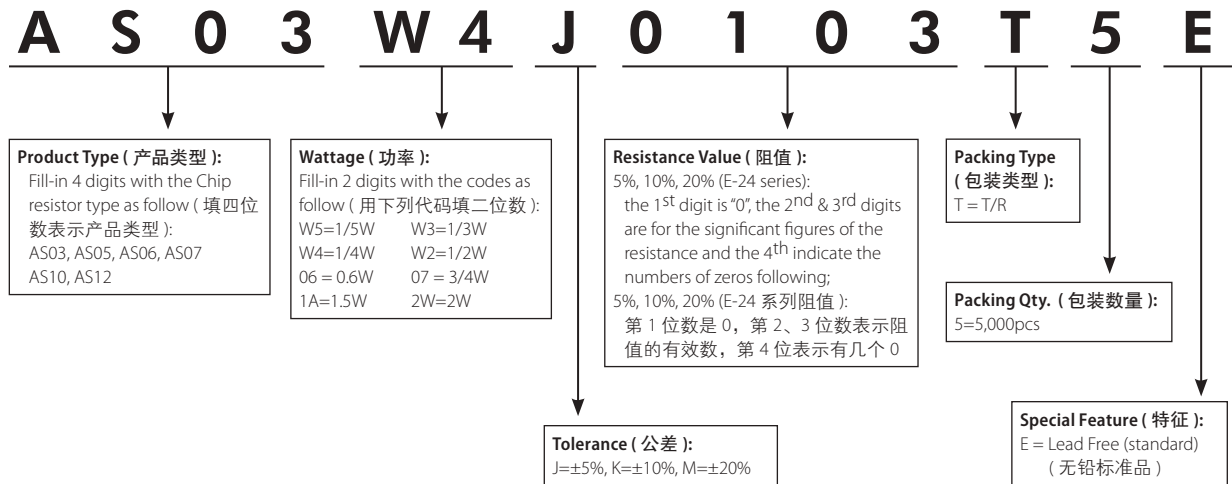 A S 0 3 W 4 J 0 1 0 3 T 5 E
Product Type ( 产品类型 ):
Fill-in 4 digits with the Chip
resistor type as follow ( 填四位
数表示产品类型 ):
AS03, AS05, AS06, AS07
AS10, AS12
Wattage ( 功率 ):
Fill-in 2 digits with the codes as
follow ( 用下列代码填二位数 ):
W5=1/5W W3=1/3W
W4=1/4W W2=1/2W
06 = 0.6W 07 = 3/4W
1A=1.5W 2W=2W
Tolerance ( 公差 ):
J=±5%, K=±10%, M=±20%
Resistance Value ( 阻值 ):
5%, 10%, 20% (E-24 series):
the 1st digit is “0”, the 2nd & 3rd digits
are for the significant figures of the
resistance and the 4th indicate the
numbers of zeros following;
5%, 10%, 20% (E-24 系列阻值 ):
第 1 位数是 0，第 2、3 位数表示阻
值的有效数，第 4 位表示有几个 0
Packing Type
( 包装类型 ):
T = T/R
Packing Qty. ( 包装数量 ):
5=5,000pcs
Special Feature ( 特征 ):
E = Lead Free (standard)
( 无铅标准品 )